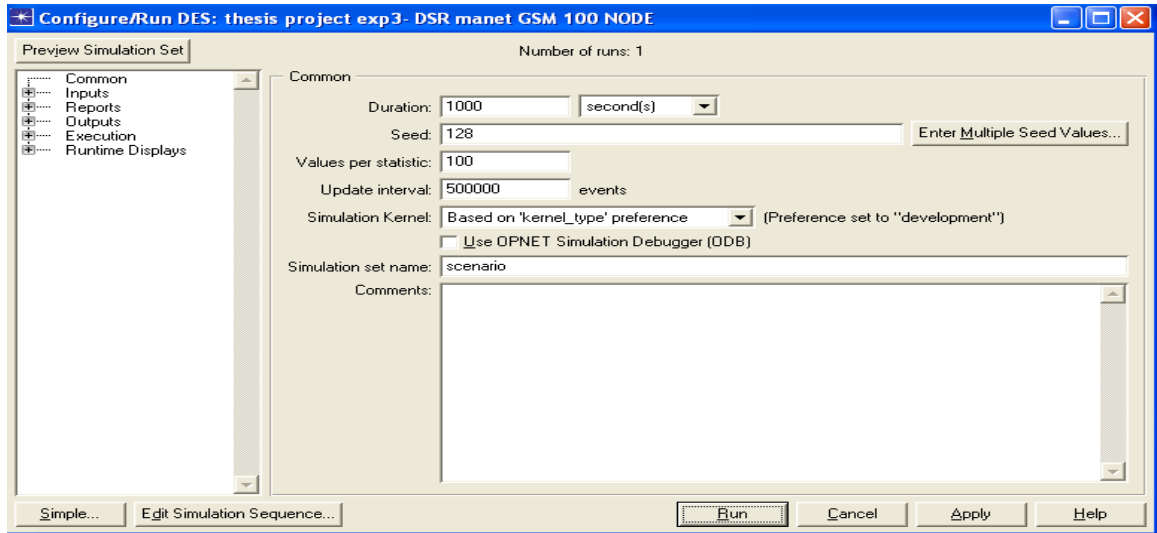 Configure/Run DES: thesis project exp3- DSR manet GSM 100 NODE
Preview Simulation Set
Number of runs: 1
Common
Inputs
Reports
Outputs
Execution
Runtime Displays
Common
Duration: 1000 second(s)
Seed: 128 Enter Multiple Seed Values...
Values per statistic: 100
Update interval: 500000 events
Simulation Kernel: Based on 'kernel_type' preference (Preference set to "development")
Use OPNET Simulation Debugger (ODB)
Simulation set name: scenario
Comments:
Simple... Edit Simulation Sequence... Run Cancel Apply Help